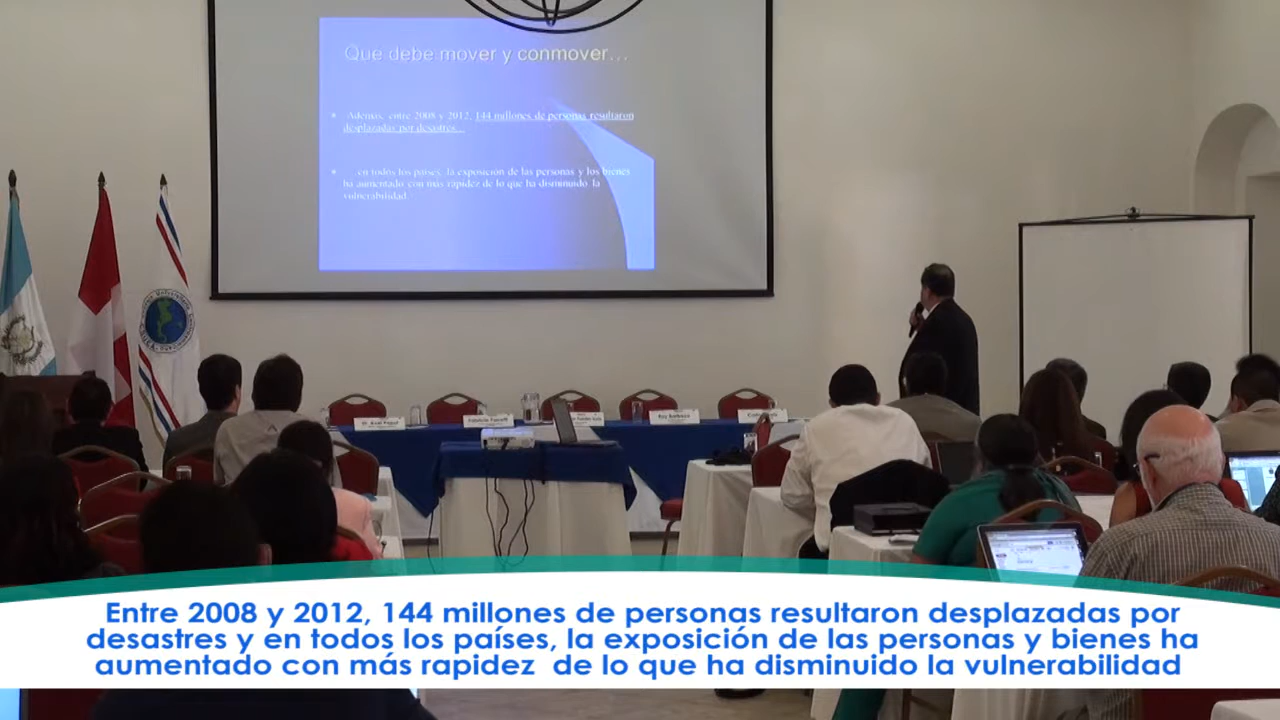 Que debe mover y conmover…
Además, entre 2008 y 2012, 144 millones de personas resultaron
desplazadas por desastres…
…en todos los países, la exposición de las personas y los bienes
ha aumentado con más rapidez de lo que ha disminuido la
vulnerabilidad.
Entre 2008 y 2012, 144 millones de personas resultaron desplazadas por
desastres y en todos los países, la exposición de las personas y bienes ha
aumentado con más rapidez de lo que ha disminuido la vulnerabilidad